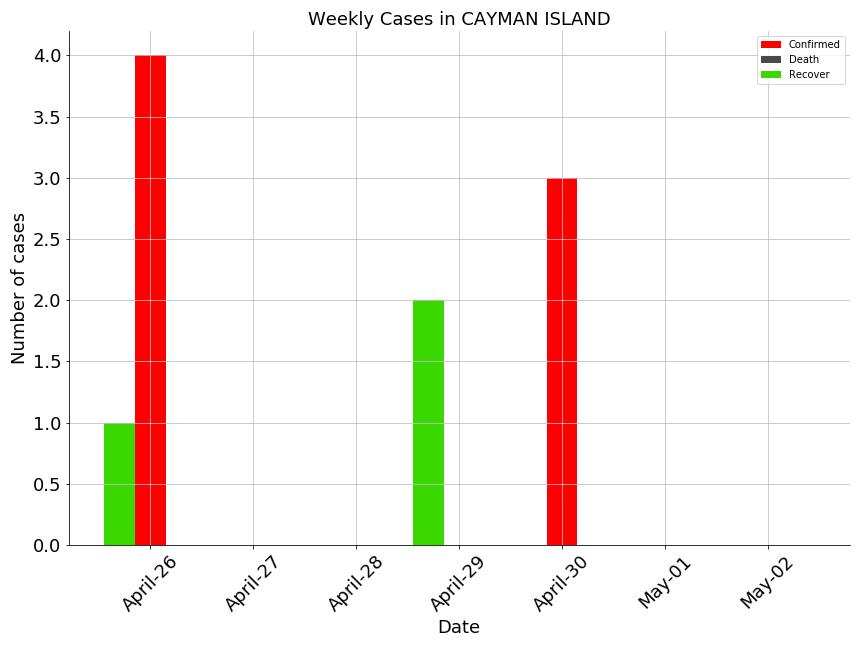 Weekly Cases in CAYMAN ISLAND
Confirmed
Death
Recover
Number of cases
4.0
3.5
3.0
2.5
2.0
1.5
1.0
0.5
0.0
April-26 April-27 April-28 April-29 April-30 May-01 May-02
Date